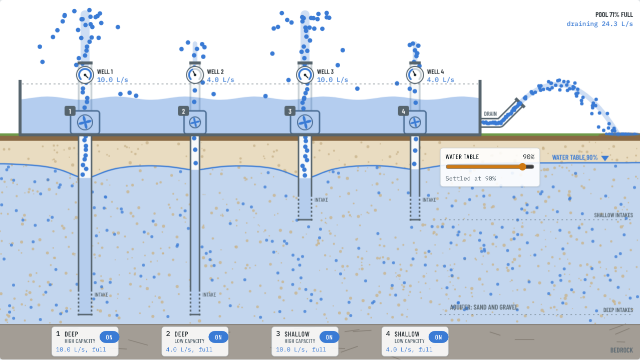 POOL 71% FULL
draining 24.3 L/s
WELL 1
10.0 L/s
WELL 2
4.0 L/s
WELL 3
10.0 L/s
WELL 4
4.0 L/s
1
2
3
4
DRAIN
WATER TABLE
90%
Settled at 90%
WATER TABLE 90%
INTAKE
INTAKE
SHALLOW INTAKES
INTAKE
INTAKE
AQUIFER: SAND AND GRAVEL
DEEP INTAKES
1 DEEP
HIGH CAPACITY
ON
10.0 L/s, full
2 DEEP
LOW CAPACITY
ON
4.0 L/s, full
3 SHALLOW
HIGH CAPACITY
ON
10.0 L/s, full
4 SHALLOW
LOW CAPACITY
ON
4.0 L/s, full
BEDROCK